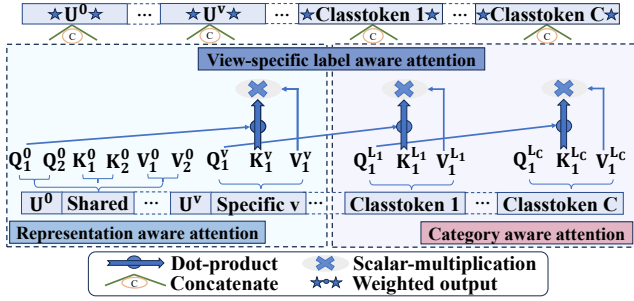 ★U⁰★ ... ★Uᵛ★ ... ★Classtoken 1★ ... ★Classtoken C★
C C C C
View-specific label aware attention
Q₁⁰ Q₂⁰ K₁⁰ K₂⁰ V₁⁰ V₂⁰ Q₁ᵛ K₁ᵛ V₁ᵛ Q₁^L₁ K₁^L₁ V₁^L₁ Q₁^L_C K₁^L_C V₁^L_C
U⁰ Shared ... Uᵛ Specific v ... Classtoken 1 ... Classtoken C
Representation aware attention Category aware attention
Dot-product Scalar-multiplication
C Concatenate Weighted output